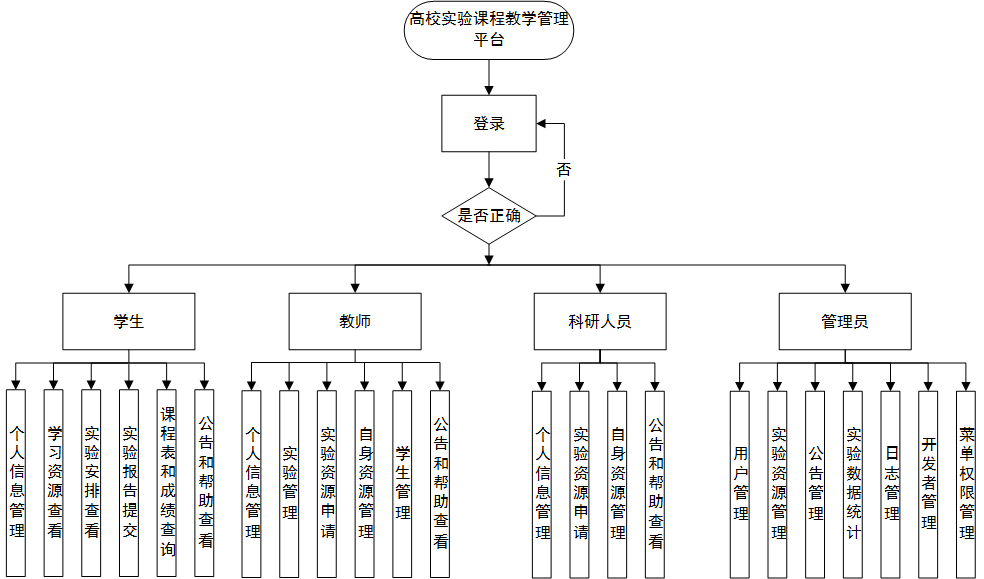 高校实验课程教学管理
平台
登录
否
是否正确
学生
教师
科研人员
管理员
个人信息管理
学习资源查看
实验安排查看
实验报告提交
课程表和成绩查询
公告和帮助查看
个人信息管理
实验管理
实验资源申请
自身资源管理
学生管理
公告和帮助查看
个人信息管理
实验资源申请
自身资源管理
公告和帮助查看
用户管理
实验资源管理
公告管理
实验数据统计
日志管理
开发者管理
菜单权限管理